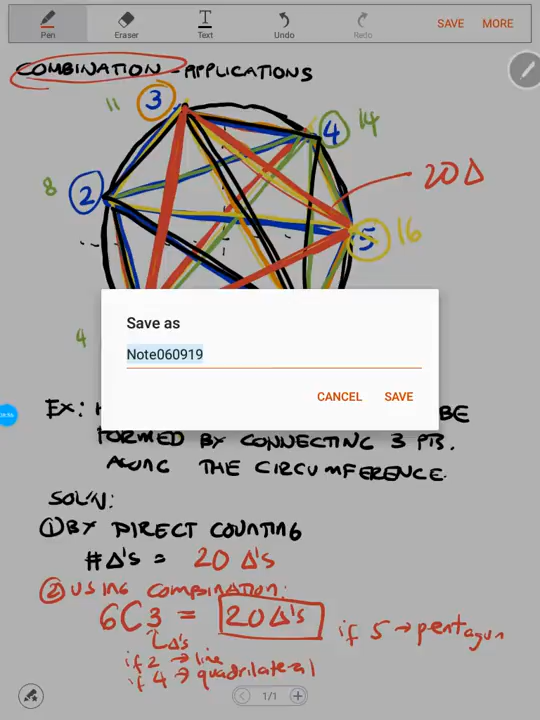 Pen Eraser Text Undo Redo SAVE MORE
COMBINATION - APPLICATIONS
11 3
4 14
20 Δ
8 2
5 16
Save as
Note060919
4
CANCEL SAVE
EX: H BE
FORMED BY CONNECTING 3 PTS.
ALONG THE CIRCUMFERENCE.
SOL'N:
① BY DIRECT COUNTING
#Δ's = 20 Δ's
② USING COMBINATION:
6C3 = 20 Δ's if 5 → pentagon
Δ's
if 2 → line
if 4 → quadrilateral
1/1